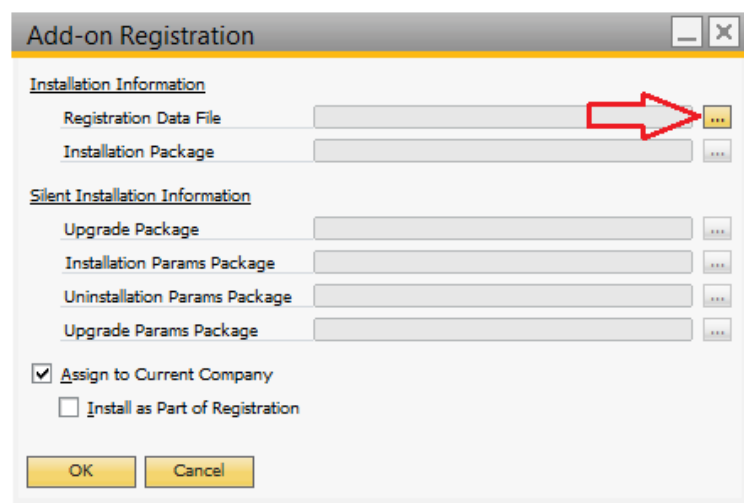 Add-on Registration
Installation Information
Registration Data File
...
Installation Package
...
Silent Installation Information
Upgrade Package
...
Installation Params Package
...
Uninstallation Params Package
...
Upgrade Params Package
...
Assign to Current Company
Install as Part of Registration
OK Cancel